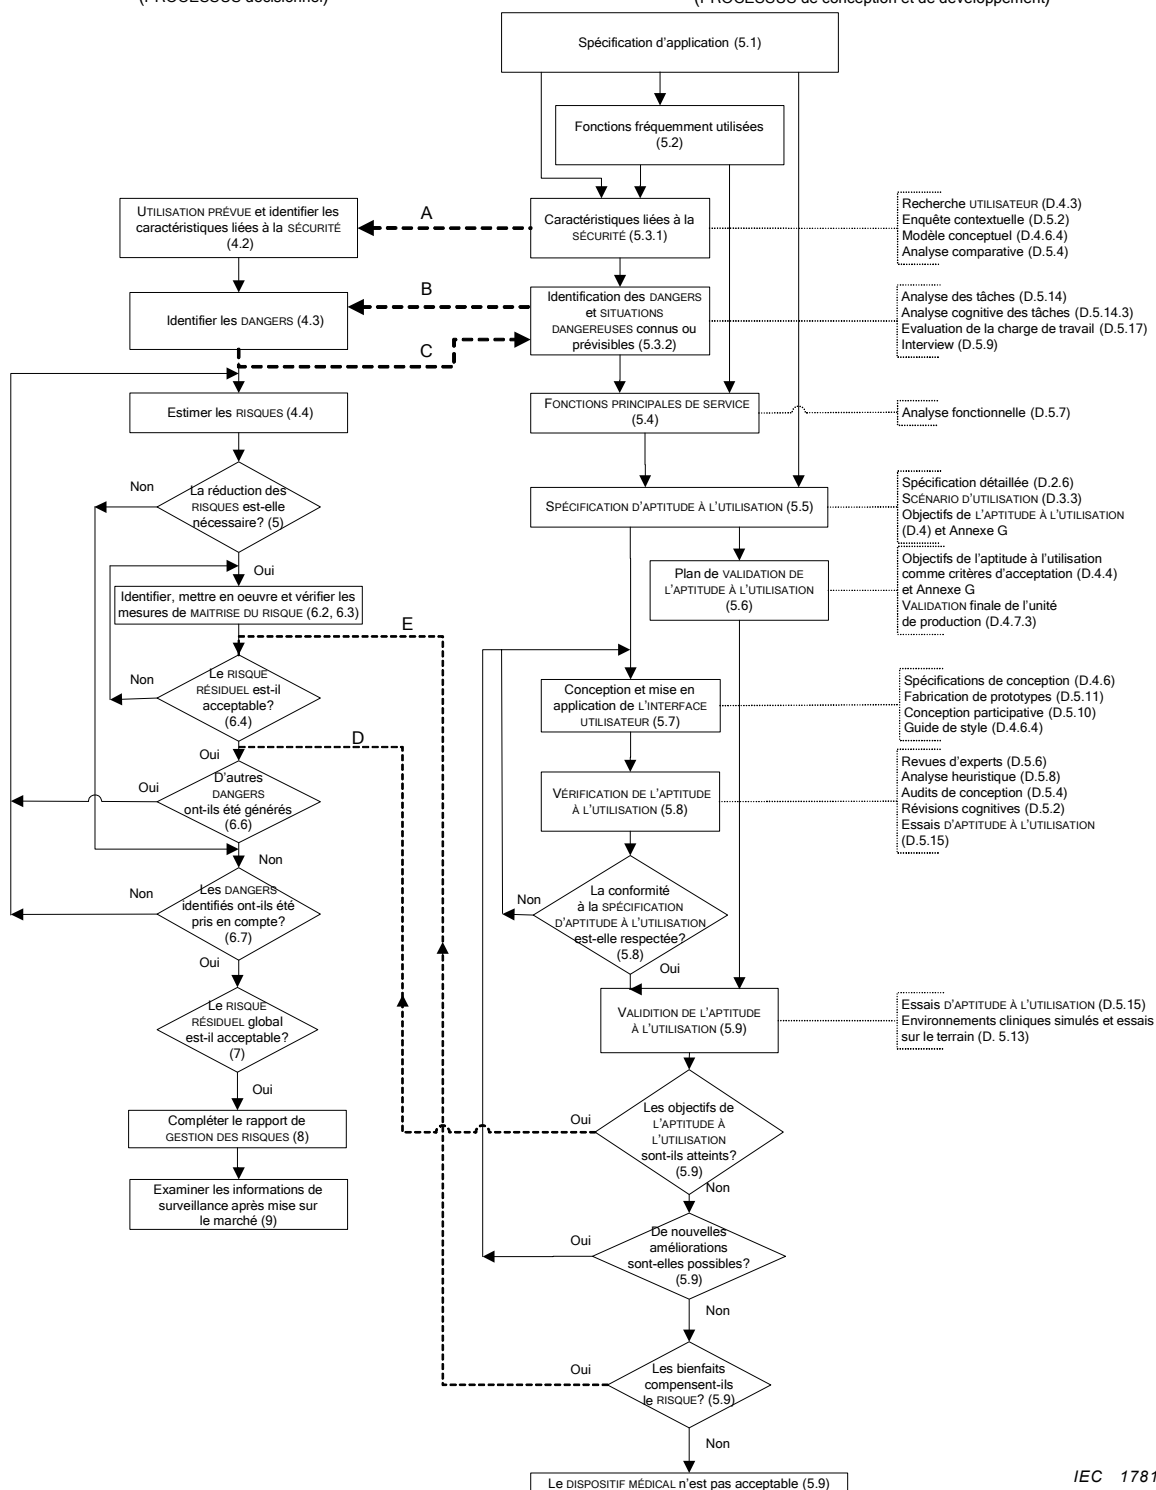 (PROCESSUS décisionnel)
(PROCESSUS de conception et de développement)
Spécification d'application (5.1)
Fonctions fréquemment utilisées
(5.2)
UTILISATION PRÉVUE et identifier les
caractéristiques liées à la SÉCURITÉ
(4.2)
A
Caractéristiques liées à la
SÉCURITÉ (5.3.1)
Recherche UTILISATEUR (D.4.3)
Enquête contextuelle (D.5.2)
Modèle conceptuel (D.4.6.4)
Analyse comparative (D.5.4)
Identifier les DANGERS (4.3)
B
C
Identification des DANGERS
et SITUATIONS
DANGEREUSES connus ou
prévisibles (5.3.2)
Analyse des tâches (D.5.14)
Analyse cognitive des tâches (D.5.14.3)
Evaluation de la charge de travail (D.5.17)
Interview (D.5.9)
Estimer les RISQUES (4.4)
FONCTIONS PRINCIPALES DE SERVICE
(5.4)
Analyse fonctionnelle (D.5.7)
Non
La réduction des
RISQUES est-elle
nécessaire? (5)
Oui
SPÉCIFICATION D'APTITUDE À L'UTILISATION (5.5)
Spécification détaillée (D.2.6)
SCÉNARIO D'UTILISATION (D.3.3)
Objectifs de L'APTITUDE À L'UTILISATION
(D.4) et Annexe G
Identifier, mettre en oeuvre et vérifier les
mesures de MAITRISE DU RISQUE (6.2, 6.3)
Plan de VALIDATION DE
L'APTITUDE À L'UTILISATION
(5.6)
Objectifs de l'aptitude à l'utilisation
comme critères d'acceptation (D.4.4)
et Annexe G
VALIDATION finale de l'unité
de production (D.4.7.3)
E
Non
Le RISQUE
RÉSIDUEL est-il
acceptable?
(6.4)
Oui
Conception et mise en
application de L'INTERFACE
UTILISATEUR (5.7)
Spécifications de conception (D.4.6)
Fabrication de prototypes (D.5.11)
Conception participative (D.5.10)
Guide de style (D.4.6.4)
D
Oui
D'autres
DANGERS
ont-ils été générés
(6.6)
Non
VÉRIFICATION DE L'APTITUDE
À L'UTILISATION (5.8)
Revues d'experts (D.5.6)
Analyse heuristique (D.5.8)
Audits de conception (D.5.4)
Révisions cognitives (D.5.2)
Essais D'APTITUDE À L'UTILISATION
(D.5.15)
Non
Les DANGERS
identifiés ont-ils été
pris en compte?
(6.7)
Oui
Non
La conformité
à la SPÉCIFICATION
D'APTITUDE À L'UTILISATION
est-elle respectée?
(5.8)
Oui
Le RISQUE
RÉSIDUEL global
est-il acceptable?
(7)
Oui
VALIDITION DE L'APTITUDE
À L'UTILISATION (5.9)
Essais D'APTITUDE À L'UTILISATION (D.5.15)
Environnements cliniques simulés et essais
sur le terrain (D. 5.13)
Compléter le rapport de
GESTION DES RISQUES (8)
Oui
Les objectifs de
L'APTITUDE À
L'UTILISATION
sont-ils atteints?
(5.9)
Non
Examiner les informations de
surveillance après mise sur
le marché (9)
Oui
De nouvelles
améliorations
sont-elles possibles?
(5.9)
Non
Oui
Les bienfaits
compensent-ils
le RISQUE? (5.9)
Non
Le DISPOSITIF MÉDICAL n'est pas acceptable (5.9)
IEC 1781